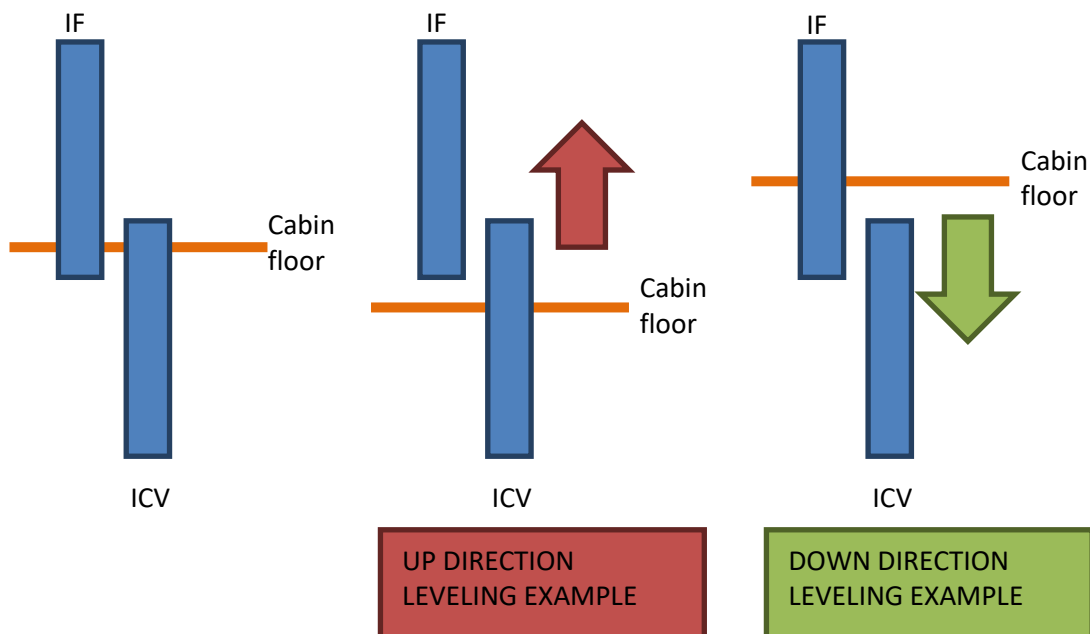 IF
Cabin
floor
ICV
IF
Cabin
floor
ICV
UP DIRECTION
LEVELING EXAMPLE
IF
Cabin
floor
ICV
DOWN DIRECTION
LEVELING EXAMPLE